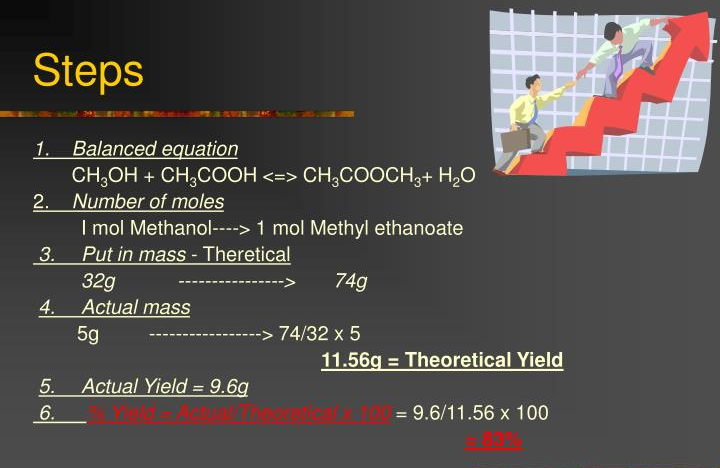 Steps
1. Balanced equation
CH₃OH + CH₃COOH <=> CH₃COOCH₃+ H₂O
2. Number of moles
I mol Methanol----> 1 mol Methyl ethanoate
3. Put in mass - Theretical
32g ----------------> 74g
4. Actual mass
5g -----------------> 74/32 x 5
11.56g = Theoretical Yield
5. Actual Yield = 9.6g
6. % Yield = Actual/Theoretical x 100 = 9.6/11.56 x 100
= 83%